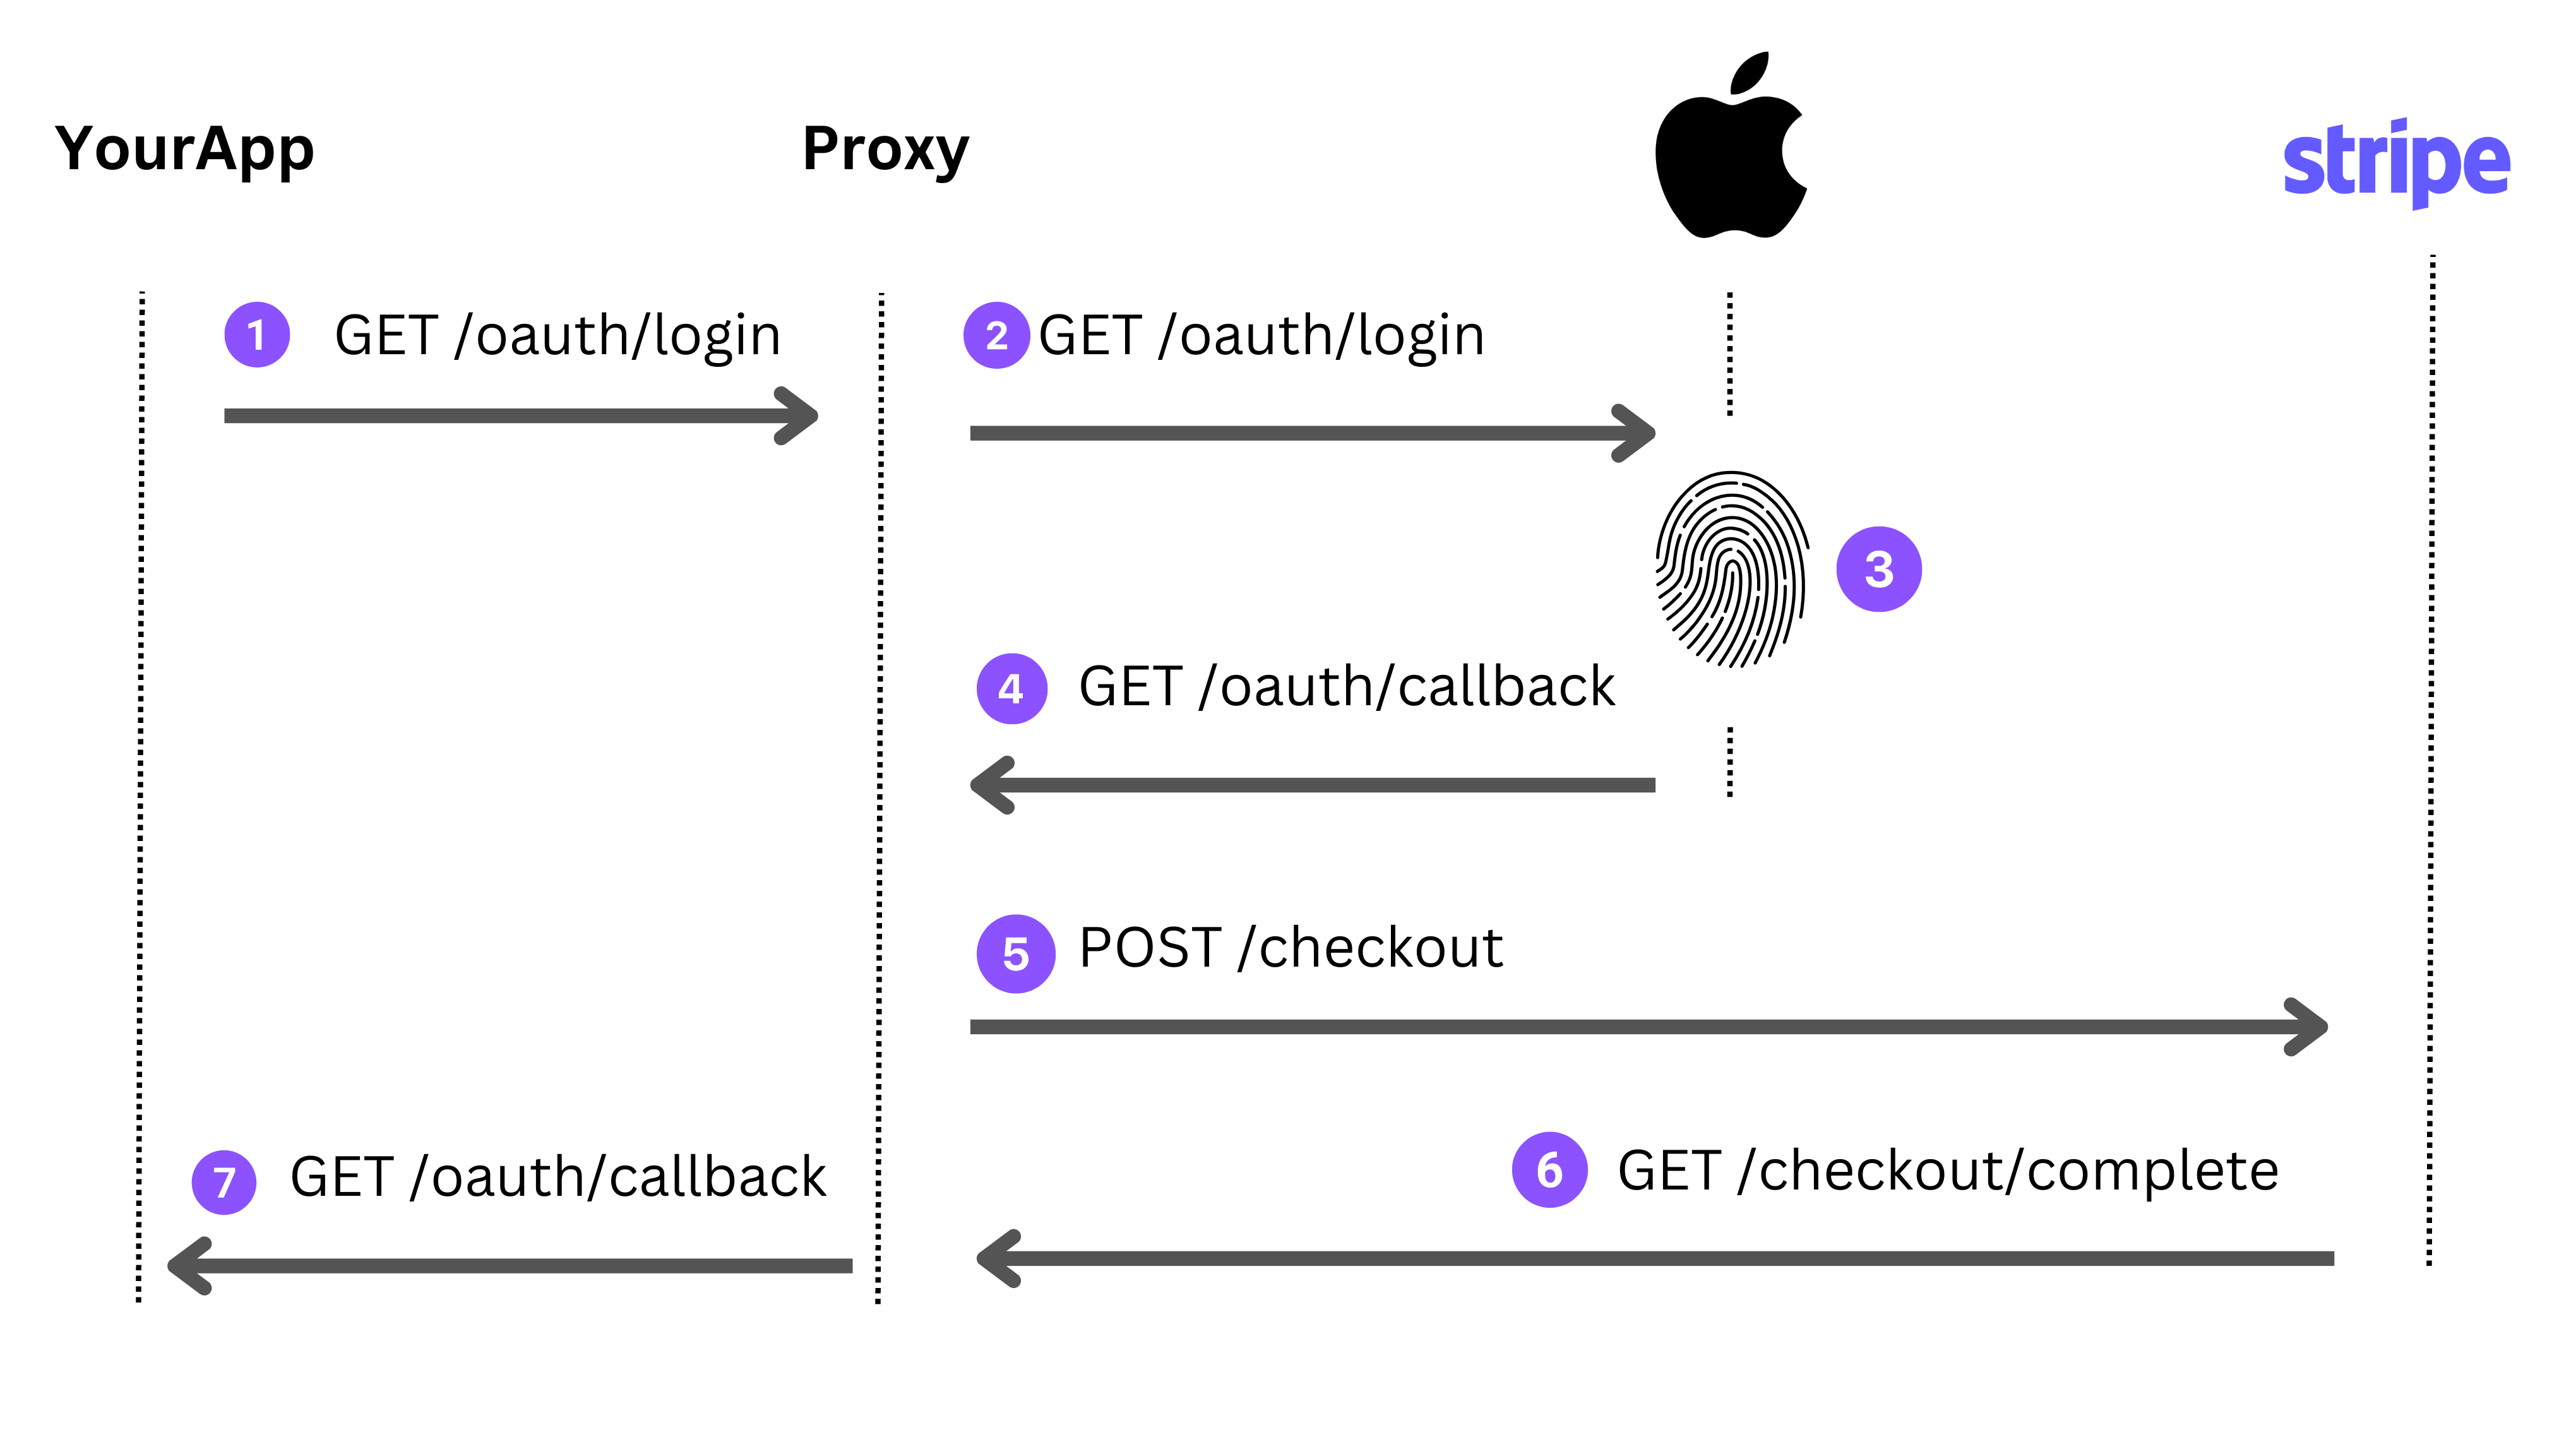 YourApp
Proxy
stripe
1 GET /oauth/login
2 GET /oauth/login
3
4 GET /oauth/callback
5 POST /checkout
6 GET /checkout/complete
7 GET /oauth/callback